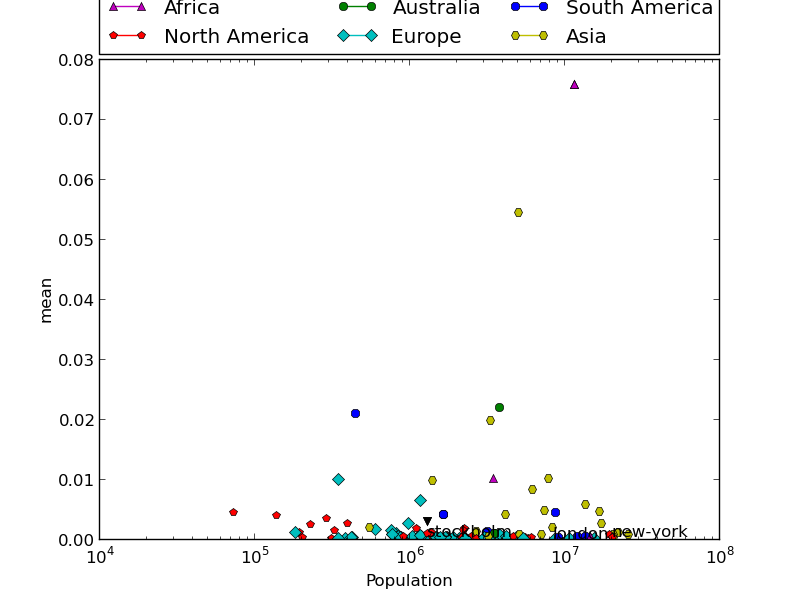 Africa Australia South America
North America Europe Asia
0.08
0.07
0.06
0.05
0.04
0.03
0.02
0.01
0.00
mean
stockholm london new-york
10^4 10^5 10^6 10^7 10^8
Population